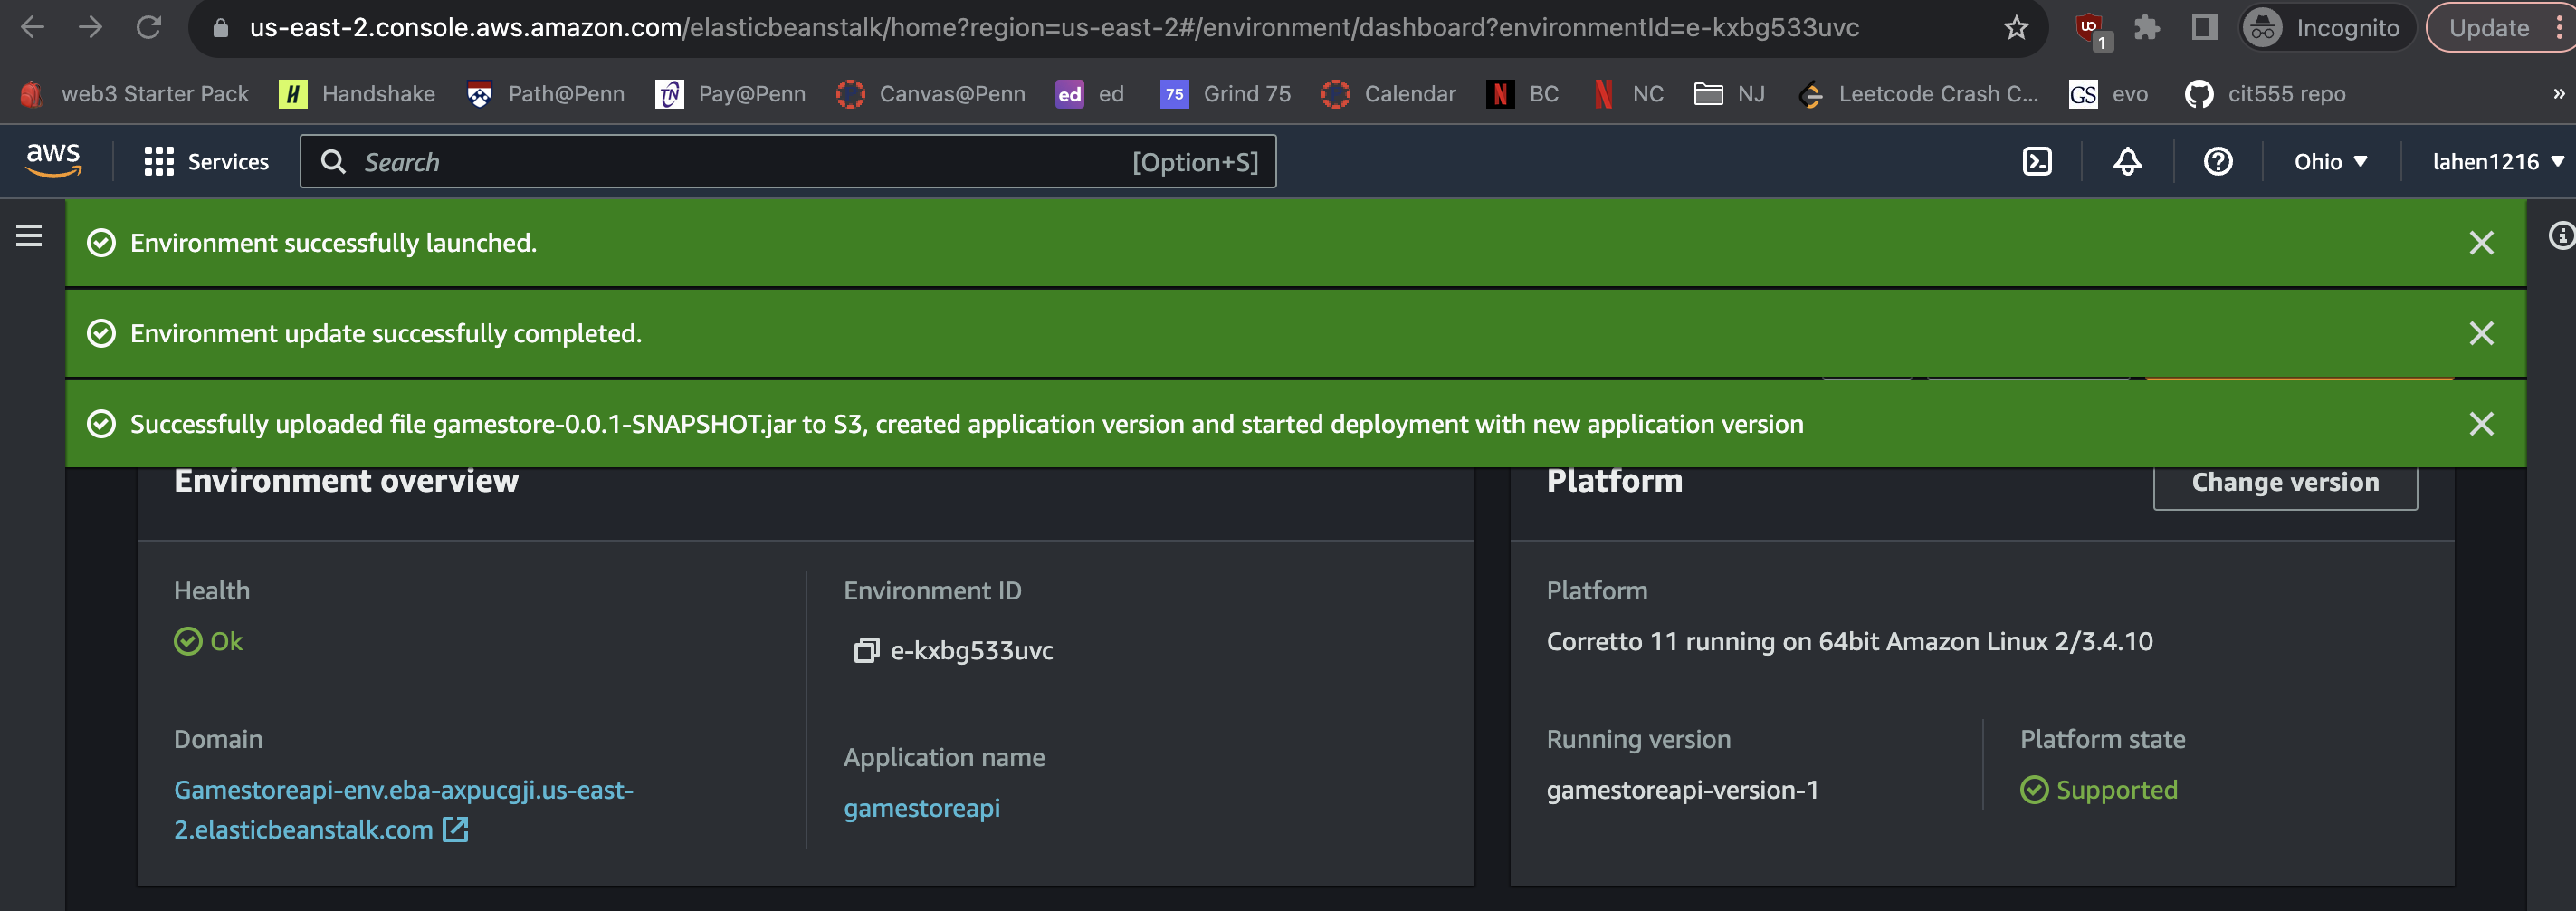 us-east-2.console.aws.amazon.com/elasticbeanstalk/home?region=us-east-2#/environment/dashboard?environmentId=e-kxbg533uvc
1
Incognito
Update
web3 Starter Pack
H Handshake
Path@Penn
TN Pay@Penn
Canvas@Penn
ed ed
75 Grind 75
Calendar
N BC
N NC
NJ
Leetcode Crash C...
GS evo
cit555 repo
»
aws
Services
Search
[Option+S]
Ohio
lahen1216
Environment successfully launched.
Environment update successfully completed.
Successfully uploaded file gamestore-0.0.1-SNAPSHOT.jar to S3, created application version and started deployment with new application version
Environment overview
Health
Ok
Domain
Gamestoreapi-env.eba-axpucgji.us-east-
2.elasticbeanstalk.com
Environment ID
e-kxbg533uvc
Application name
gamestoreapi
Platform
Change version
Platform
Corretto 11 running on 64bit Amazon Linux 2/3.4.10
Running version
gamestoreapi-version-1
Platform state
Supported